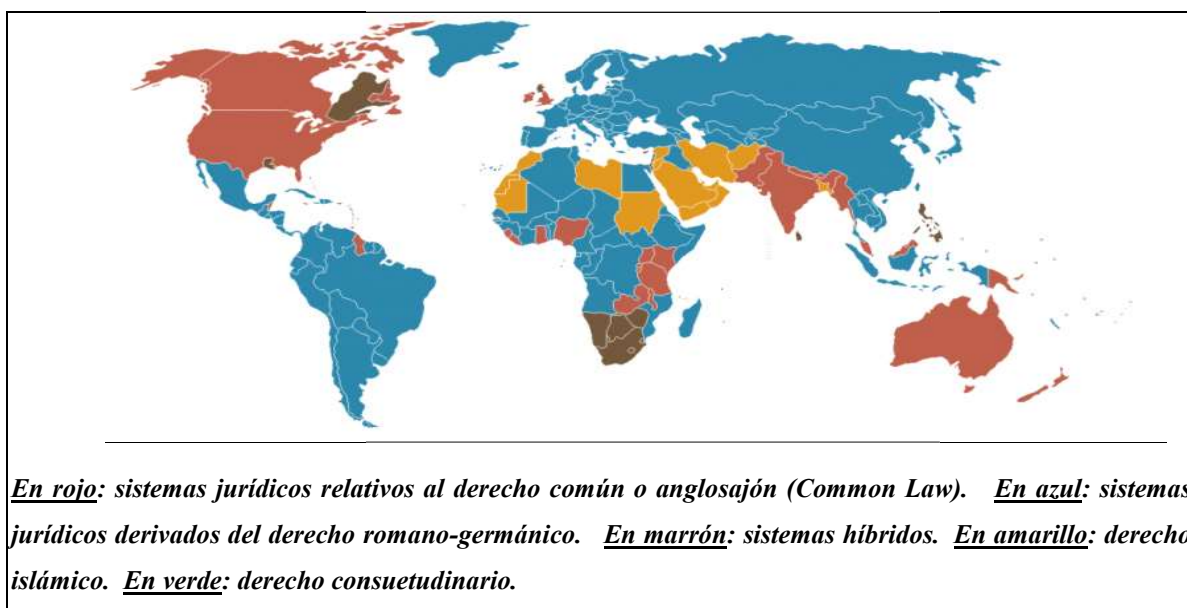 En rojo: sistemas jurídicos relativos al derecho común o anglosajón (Common Law). En azul: sistemas
jurídicos derivados del derecho romano-germánico. En marrón: sistemas híbridos. En amarillo: derecho
islámico. En verde: derecho consuetudinario.